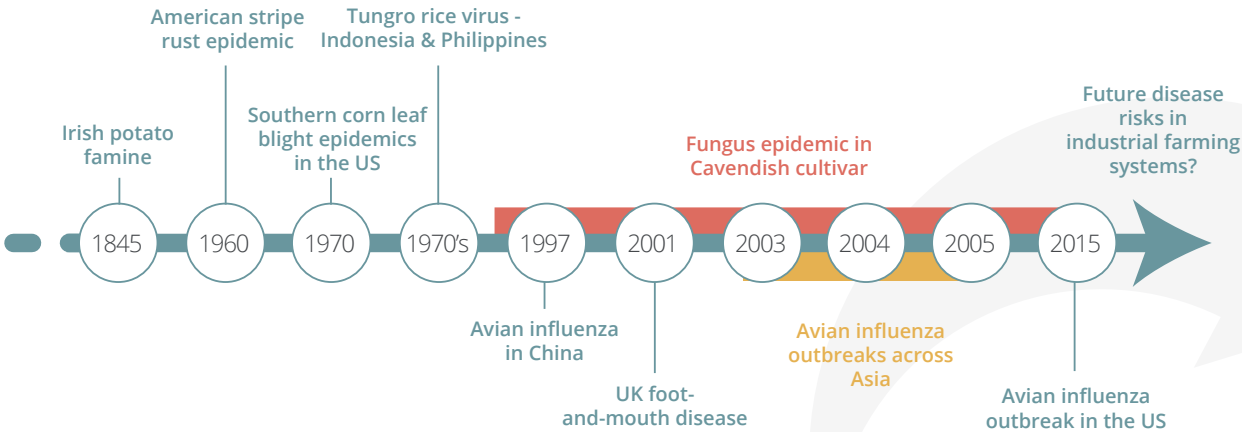 American stripe
rust epidemic
Tungro rice virus -
Indonesia & Philippines
Irish potato
famine
Southern corn leaf
blight epidemics
in the US
Fungus epidemic in
Cavendish cultivar
Future disease
risks in
industrial farming
systems?
1845
1960
1970
1970's
1997
2001
2003
2004
2005
2015
Avian influenza
in China
UK foot-
and-mouth disease
Avian influenza
outbreaks across
Asia
Avian influenza
outbreak in the US